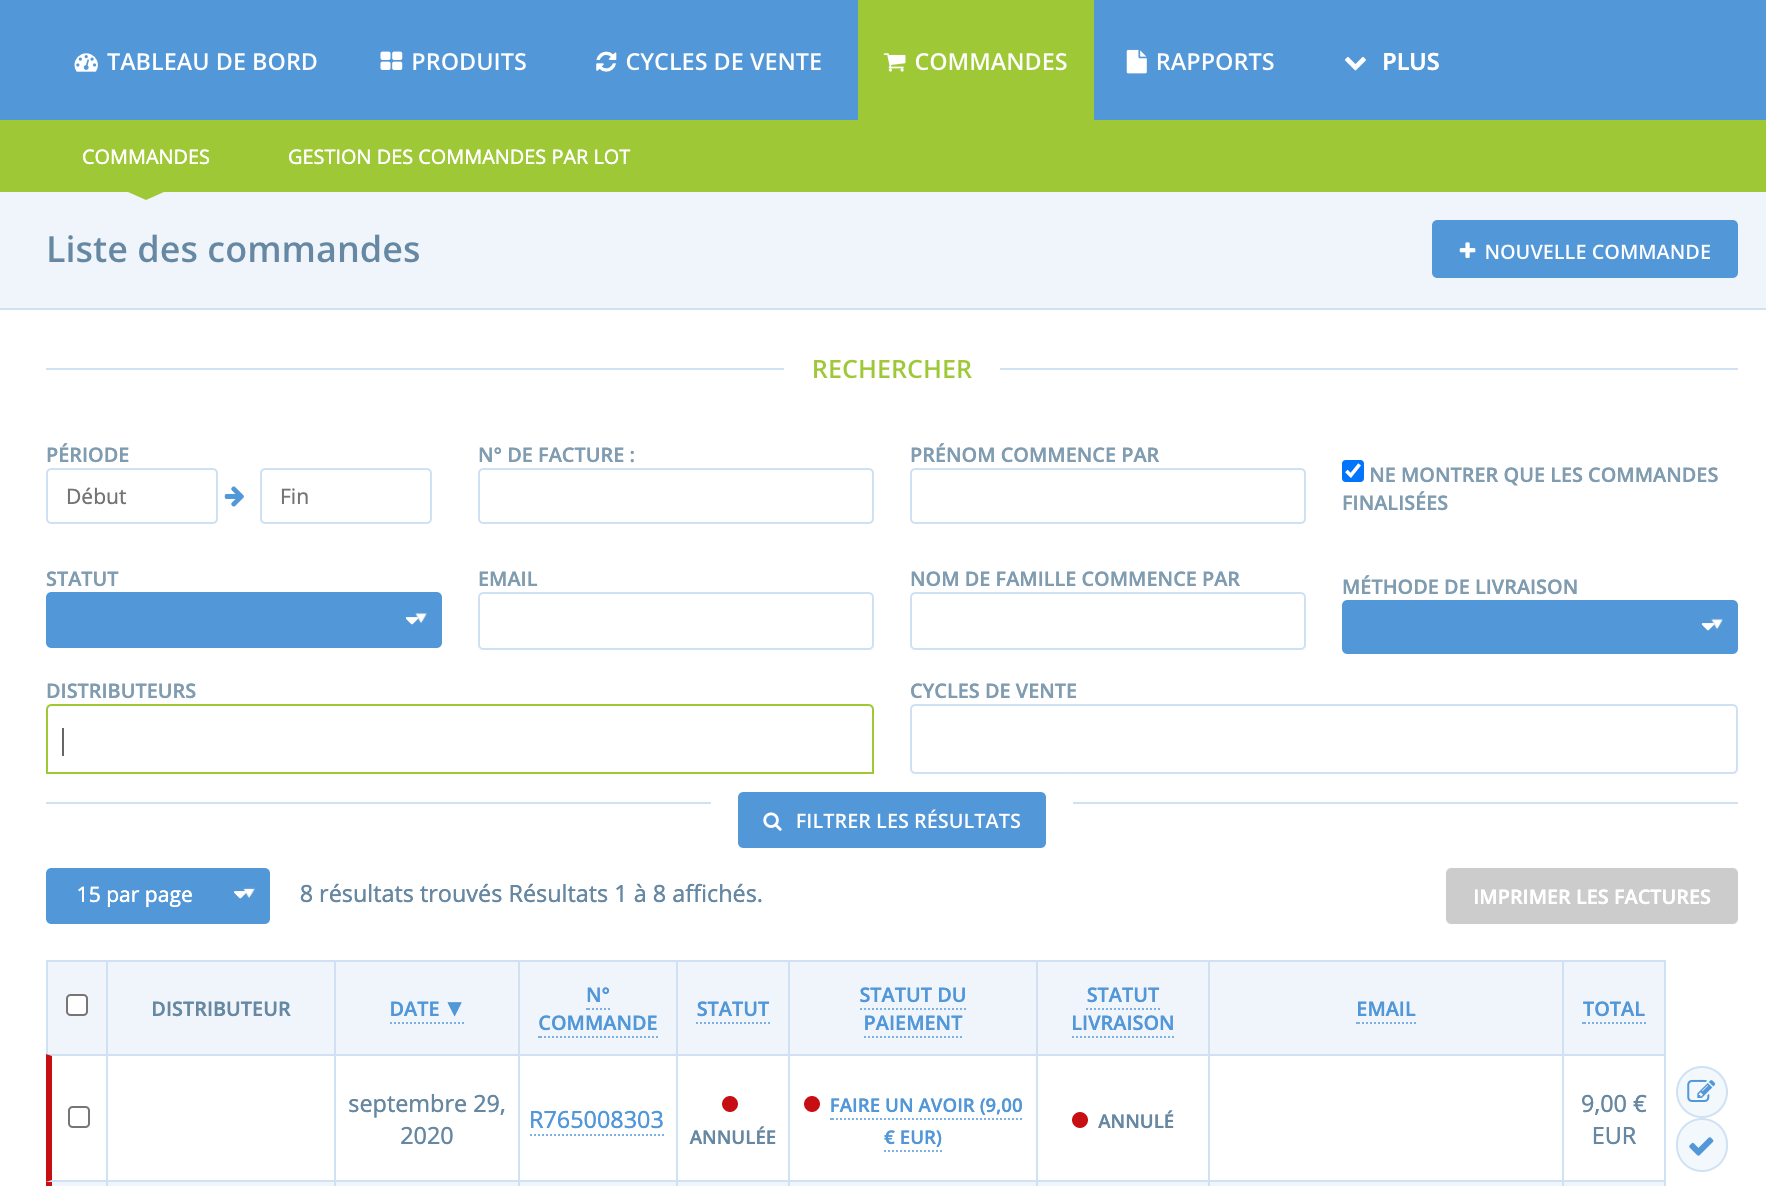 TABLEAU DE BORD PRODUITS CYCLES DE VENTE COMMANDES RAPPORTS PLUS
COMMANDES GESTION DES COMMANDES PAR LOT
Liste des commandes
NOUVELLE COMMANDE
RECHERCHER
PÉRIODE
Début
Fin
N° DE FACTURE :
PRÉNOM COMMENCE PAR
NE MONTRER QUE LES COMMANDES
FINALISÉES
STATUT
EMAIL
NOM DE FAMILLE COMMENCE PAR
MÉTHODE DE LIVRAISON
DISTRIBUTEURS
CYCLES DE VENTE
FILTRER LES RÉSULTATS
15 par page
8 résultats trouvés Résultats 1 à 8 affichés.
IMPRIMER LES FACTURES
DISTRIBUTEUR
DATE ▼
N°
COMMANDE
STATUT
STATUT DU
PAIEMENT
STATUT
LIVRAISON
EMAIL
TOTAL
septembre 29,
2020
R765008303
ANNULÉE
FAIRE UN AVOIR (9,00
€ EUR)
ANNULÉ
9,00 €
EUR